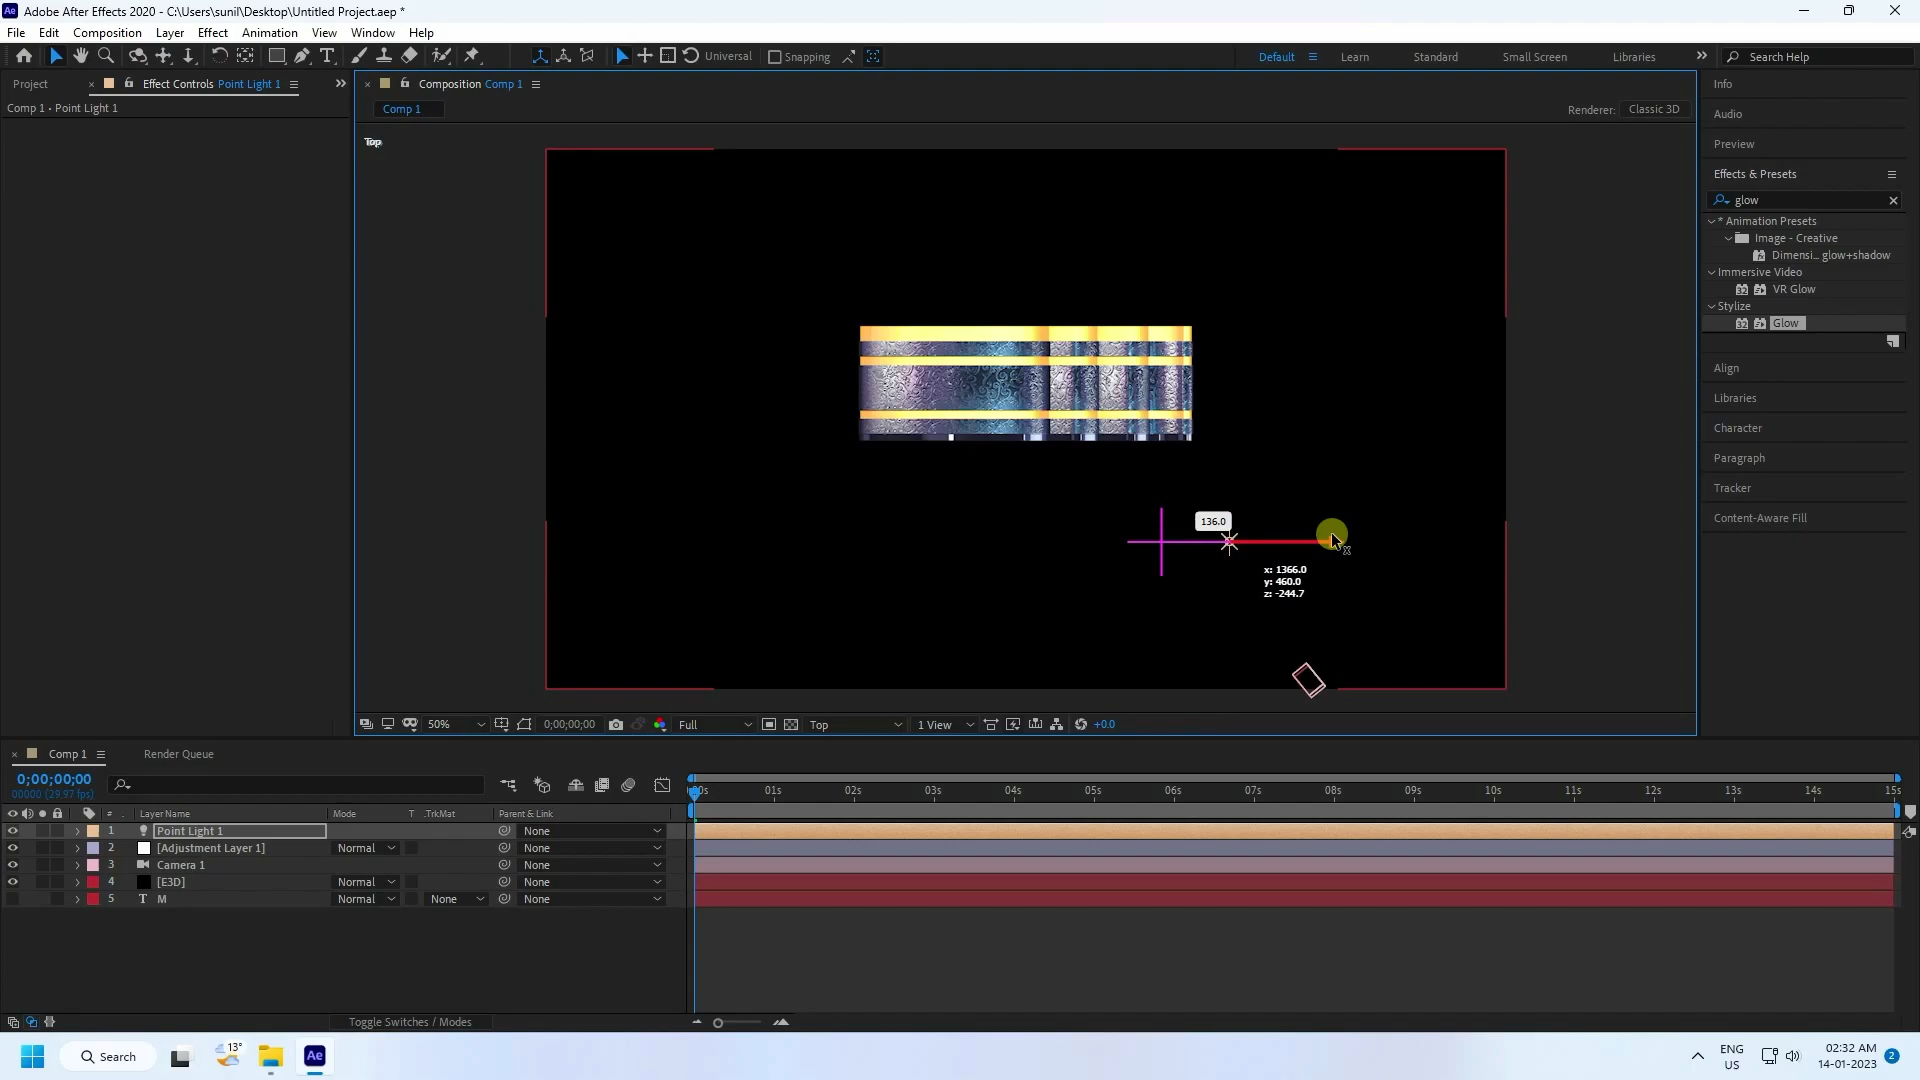 Adobe After Effects 2020 - C:\Users\sunil\Desktop\Untitled Project.aep *
File Edit Composition Layer Effect Animation View Window Help
Universal Snapping Default Learn Standard Small Screen Libraries Search Help
Project Effect Controls Point Light 1
Comp 1 • Point Light 1
Composition Comp 1
Comp 1
Renderer: Classic 3D
Top
136.0
x: 1366.0
y: 460.0
z: -244.7
50% 0;00;00;00 Full Top 1 View +0.0
Info
Audio
Preview
Effects & Presets
glow
* Animation Presets
Image - Creative
Dimensi... glow+shadow
Immersive Video
VR Glow
Stylize
Glow
Align
Libraries
Character
Paragraph
Tracker
Content-Aware Fill
Comp 1 Render Queue
0;00;00;00
00000 (29.97 fps)
01s 02s 03s 04s 05s 06s 07s 08s 09s 10s 11s 12s 13s 14s 15s
# Layer Name Mode T .TrkMat Parent & Link
1 Point Light 1 None
2 [Adjustment Layer 1] Normal None
3 Camera 1 None
4 [E3D] Normal None
5 T M Normal None None
Toggle Switches / Modes
Search 13° Ae ENG US 02:32 AM 14-01-2023 2